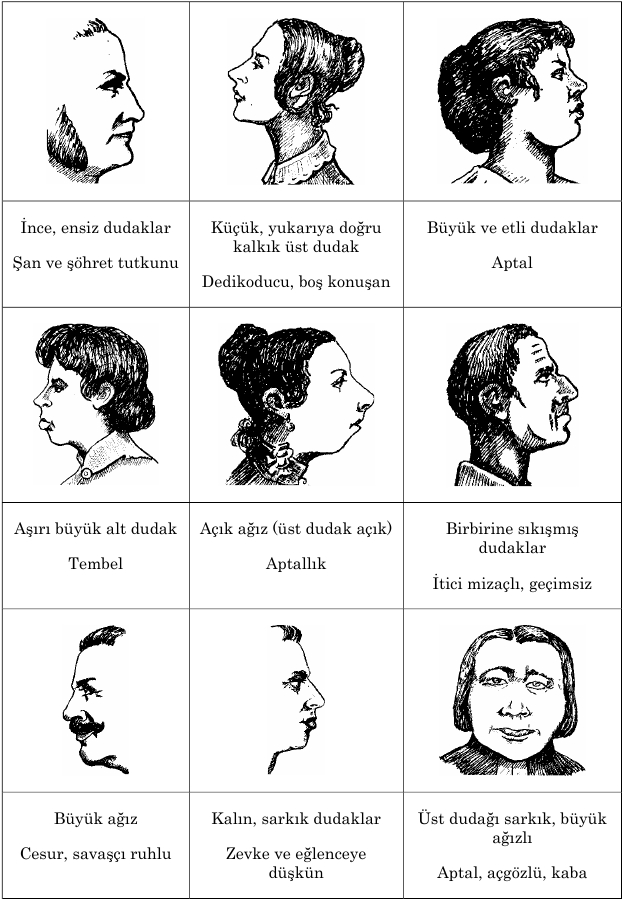 İnce, ensiz dudaklar
Şan ve şöhret tutkunu
Küçük, yukarıya doğru
kalkık üst dudak
Dedikoducu, boş konuşan
Büyük ve etli dudaklar
Aptal
Aşırı büyük alt dudak
Tembel
Açık ağız (üst dudak açık)
Aptallık
Birbirine sıkışmış
dudaklar
İtici mizaçlı, geçimsiz
Büyük ağız
Cesur, savaşçı ruhlu
Kalın, sarkık dudaklar
Zevke ve eğlenceye
düşkün
Üst dudağı sarkık, büyük
ağızlı
Aptal, açgözlü, kaba